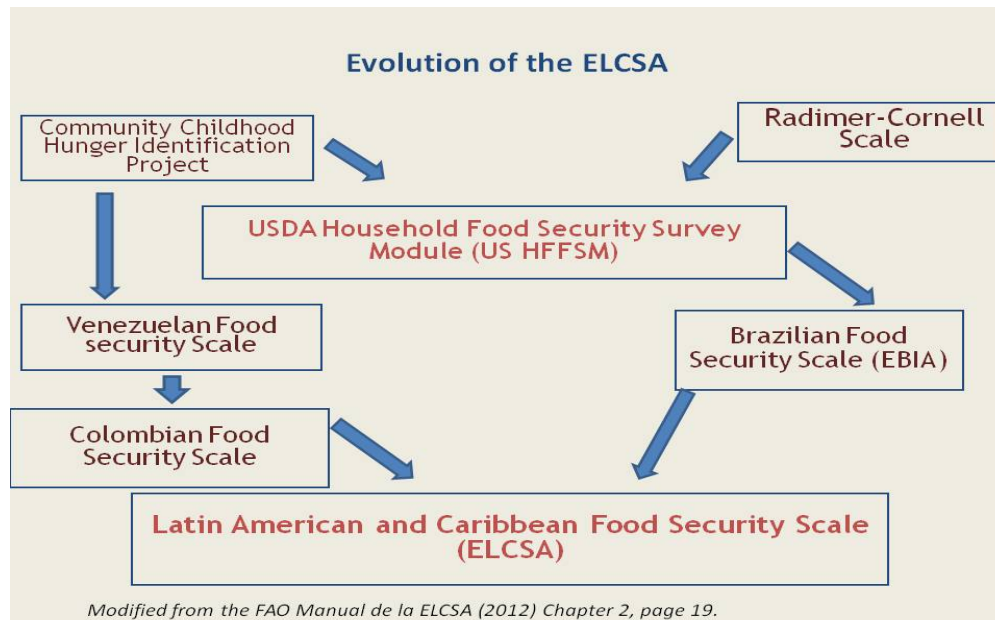 Evolution of the ELCSA
Community Childhood
Hunger Identification
Project
Radimer-Cornell
Scale
USDA Household Food Security Survey
Module (US HFFSM)
Venezuelan Food
security Scale
Brazilian Food
Security Scale (EBIA)
Colombian Food
Security Scale
Latin American and Caribbean Food Security Scale
(ELCSA)
Modified from the FAO Manual de la ELCSA (2012) Chapter 2, page 19.